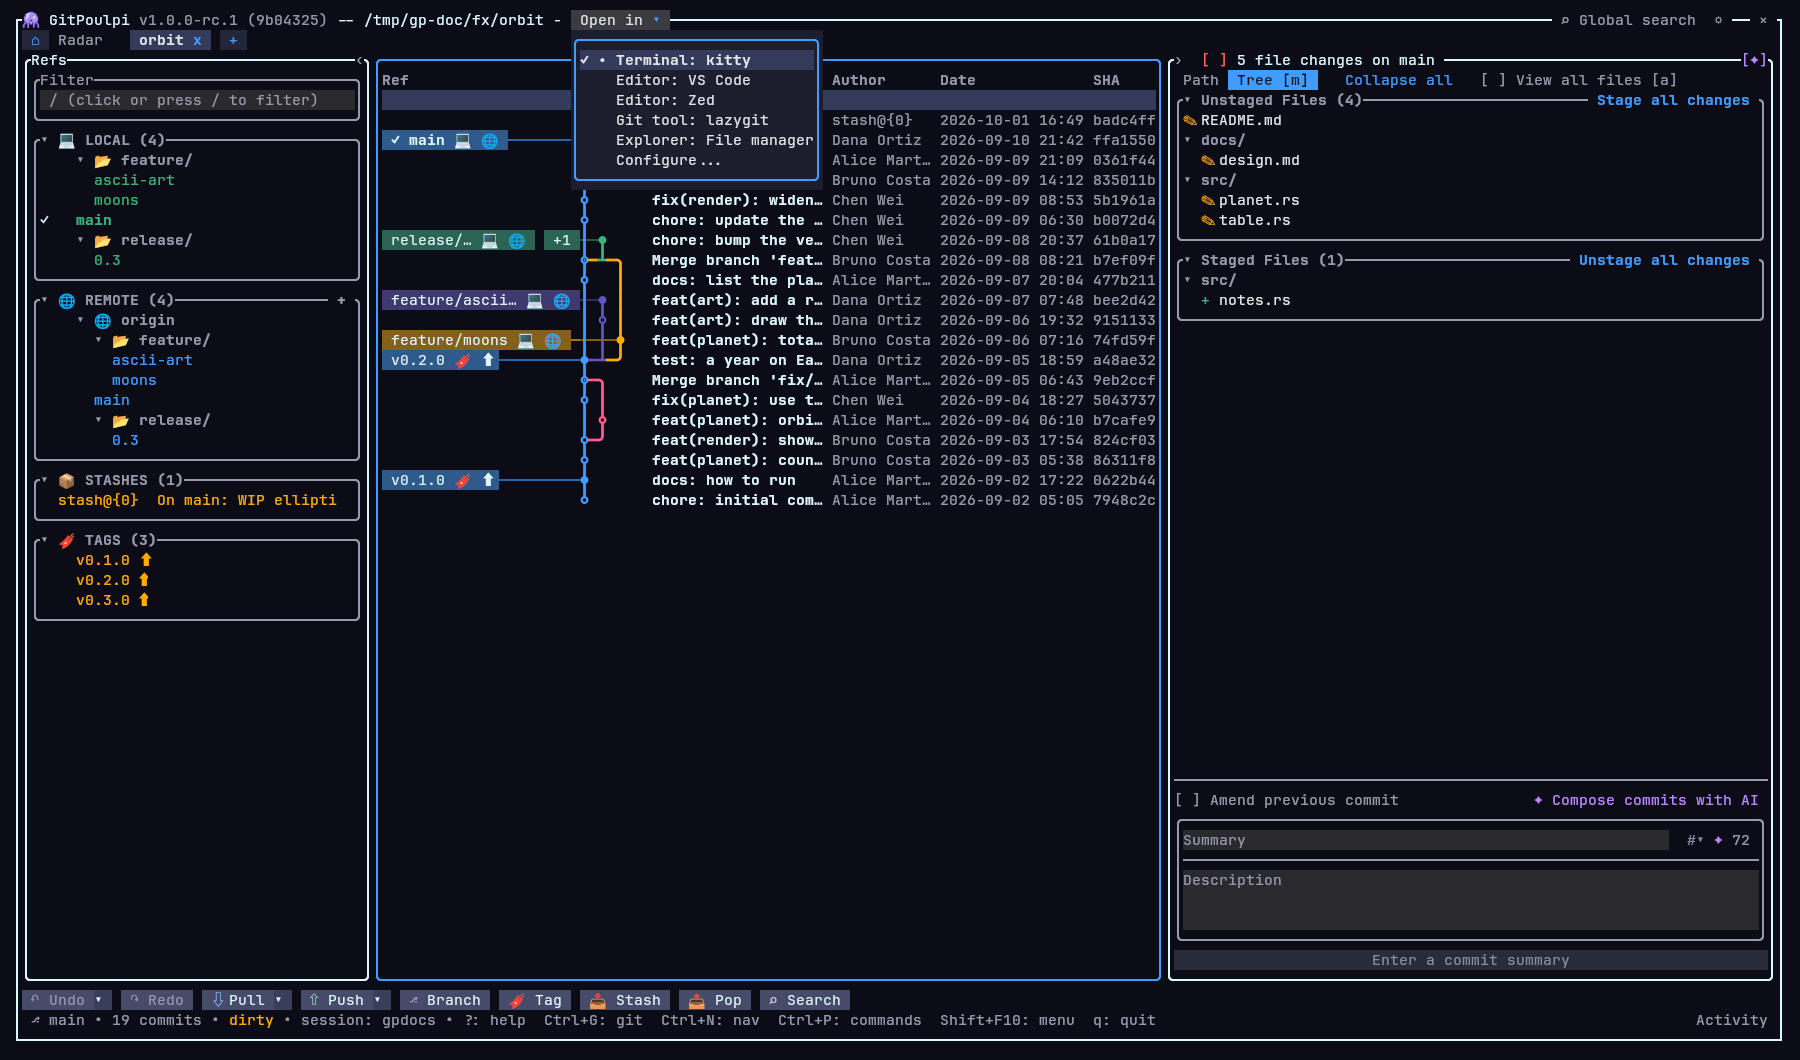 GitPoulpi v1.0.0-rc.1 (9b04325) -- /tmp/gp-doc/fx/orbit - Open in ▾ ⌕ Global search ☼ ×
⌂ Radar orbit x +
Refs ‹
Filter
/ (click or press / to filter)
▾ LOCAL (4)
▾ feature/
ascii-art
moons
✓ main
▾ release/
0.3
▾ REMOTE (4) +
▾ origin
▾ feature/
ascii-art
moons
main
▾ release/
0.3
▾ STASHES (1)
stash@{0} On main: WIP ellipti
▾ TAGS (3)
v0.1.0 ⬆
v0.2.0 ⬆
v0.3.0 ⬆
✓ • Terminal: kitty
Editor: VS Code
Editor: Zed
Git tool: lazygit
Explorer: File manager
Configure...
Ref Author Date SHA
stash@{0} 2026-10-01 16:49 badc4ff
✓ main Dana Ortiz 2026-09-10 21:42 ffa1550
Alice Mart… 2026-09-09 21:09 0361f44
Bruno Costa 2026-09-09 14:12 835011b
fix(render): widen… Chen Wei 2026-09-09 08:53 5b1961a
chore: update the … Chen Wei 2026-09-09 06:30 b0072d4
release/… +1 chore: bump the ve… Chen Wei 2026-09-08 20:37 61b0a17
Merge branch 'feat… Bruno Costa 2026-09-08 08:21 b7ef09f
docs: list the pla… Alice Mart… 2026-09-07 20:04 477b211
feature/ascii… feat(art): add a r… Dana Ortiz 2026-09-07 07:48 bee2d42
feat(art): draw th… Dana Ortiz 2026-09-06 19:32 9151133
feature/moons feat(planet): tota… Bruno Costa 2026-09-06 07:16 74fd59f
v0.2.0 ⬆ test: a year on Ea… Dana Ortiz 2026-09-05 18:59 a48ae32
Merge branch 'fix/… Alice Mart… 2026-09-05 06:43 9eb2ccf
fix(planet): use t… Chen Wei 2026-09-04 18:27 5043737
feat(planet): orbi… Alice Mart… 2026-09-04 06:10 b7cafe9
feat(render): show… Bruno Costa 2026-09-03 17:54 824cf03
feat(planet): coun… Bruno Costa 2026-09-03 05:38 86311f8
v0.1.0 ⬆ docs: how to run Alice Mart… 2026-09-02 17:22 0622b44
chore: initial com… Alice Mart… 2026-09-02 05:05 7948c2c
› [ ] 5 file changes on main [✦]
Path Tree [m] Collapse all [ ] View all files [a]
▾ Unstaged Files (4) Stage all changes
README.md
▾ docs/
design.md
▾ src/
planet.rs
table.rs
▾ Staged Files (1) Unstage all changes
▾ src/
+ notes.rs
[ ] Amend previous commit ✦ Compose commits with AI
Summary #▾ ✦ 72
Description
Enter a commit summary
↶ Undo ▾ ↷ Redo ⇩ Pull ▾ ⇧ Push ▾ ⎇ Branch Tag Stash Pop ⌕ Search
⎇ main • 19 commits • dirty • session: gpdocs • ?: help Ctrl+G: git Ctrl+N: nav Ctrl+P: commands Shift+F10: menu q: quit Activity